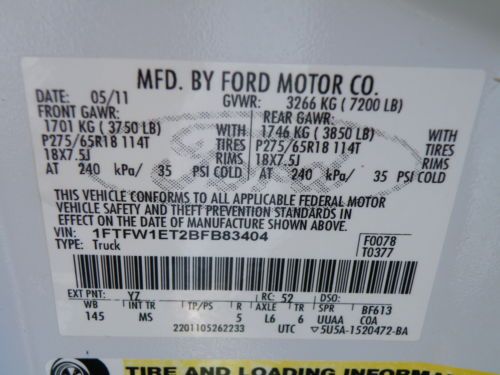 MFD. BY FORD MOTOR CO.
DATE: 05/11 GVWR: 3266 KG ( 7200 LB)
FRONT GAWR: REAR GAWR:
1701 KG ( 3750 LB) WITH 1746 KG ( 3850 LB) WITH
P275/65R18 114T TIRES P275/65R18 114T TIRES
18X7.5J RIMS 18X7.5J RIMS
AT 240 kPa/ 35 PSI COLD AT 240 kPa/ 35 PSI COLD
THIS VEHICLE CONFORMS TO ALL APPLICABLE FEDERAL MOTOR
VEHICLE SAFETY AND THEFT PREVENTION STANDARDS IN
EFFECT ON THE DATE OF MANUFACTURE SHOWN ABOVE.
VIN: 1FTFW1ET2BFB83404
TYPE: Truck
F0078
T0377
EXT PNT: Y7 RC: 52 DSO:
WB INT TR TP/PS R AXLE TR SPR BF613
145 MS 4 5 L6 6 UUAA COA
2201105262233 UTC 5U5A-1520472-BA
TIRE AND LOADING INFORMA